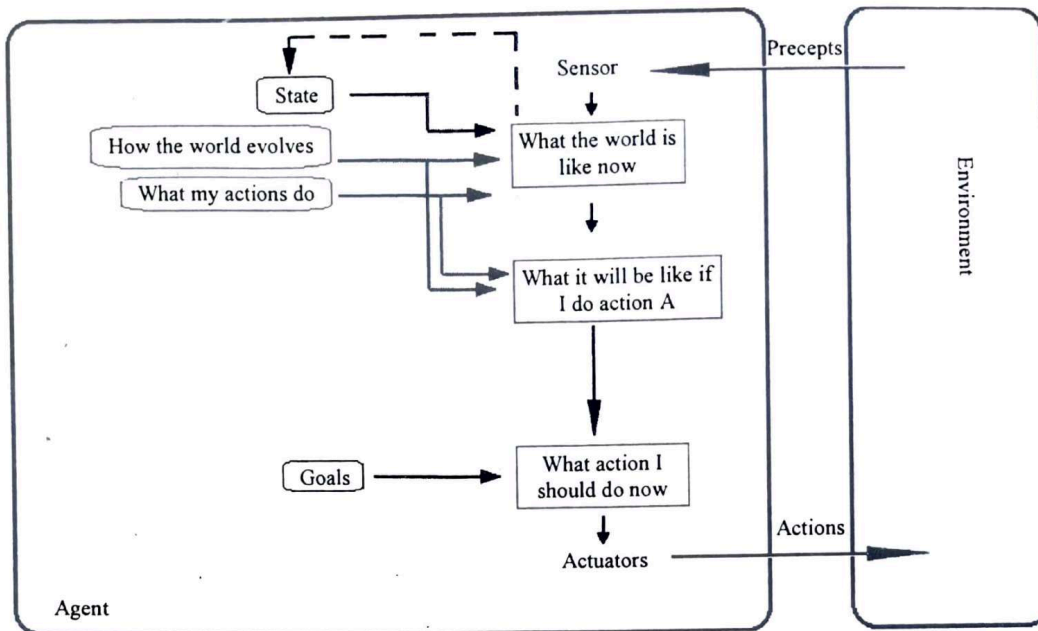 Precepts
Sensor
State
What the world is
like now
How the world evolves
What my actions do
Environment
What it will be like if
I do action A
What action I
should do now
Goals
Actions
Actuators
Agent